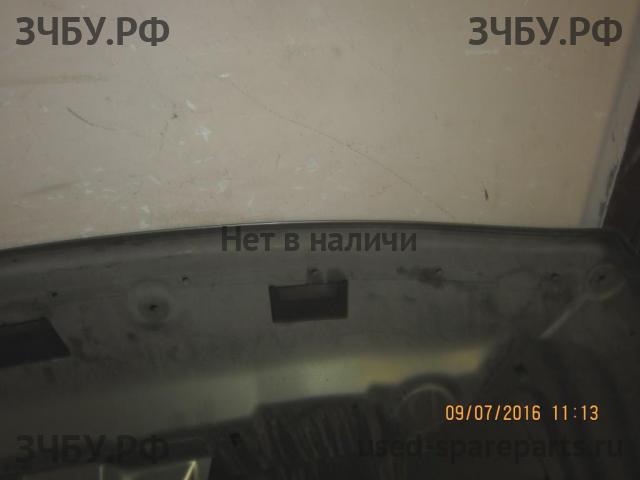 ЗЧБУ.РФ ЗЧБУ.РФ
Нет в наличи
09/07/2016 11:13
ЗЧБУ.РФ used-spareparts.ru